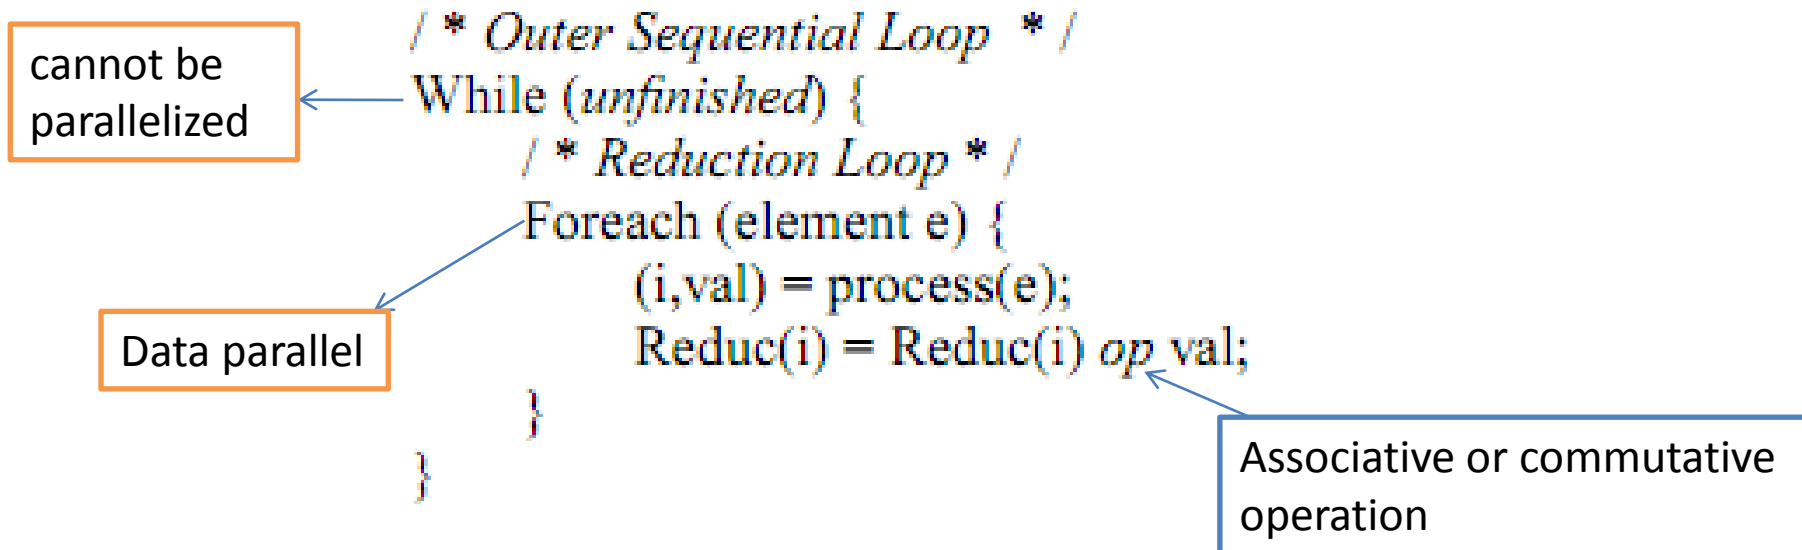 / * Outer Sequential Loop * /
cannot be
parallelized
While (unfinished) {
/ * Reduction Loop * /
Foreach (element e) {
(i,val) = process(e);
Data parallel
Reduc(i) = Reduc(i) op val;
}
}
Associative or commutative
operation